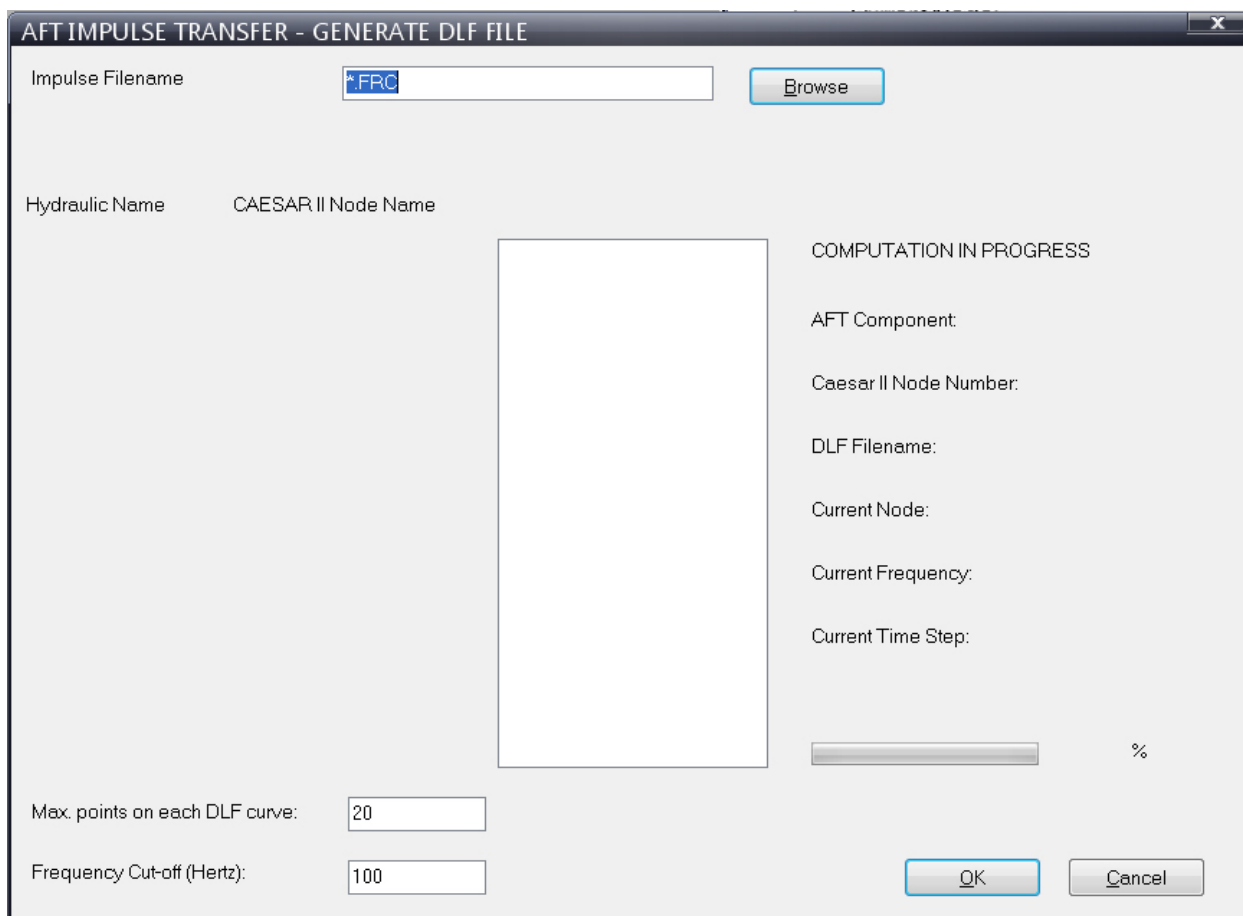 AFT IMPULSE TRANSFER - GENERATE DLF FILE
x
Impulse Filename
*.FRC
Browse
Hydraulic Name
CAESAR II Node Name
COMPUTATION IN PROGRESS
AFT Component:
Caesar II Node Number:
DLF Filename:
Current Node:
Current Frequency:
Current Time Step:
%
Max. points on each DLF curve:
20
Frequency Cut-off (Hertz):
100
OK
Cancel